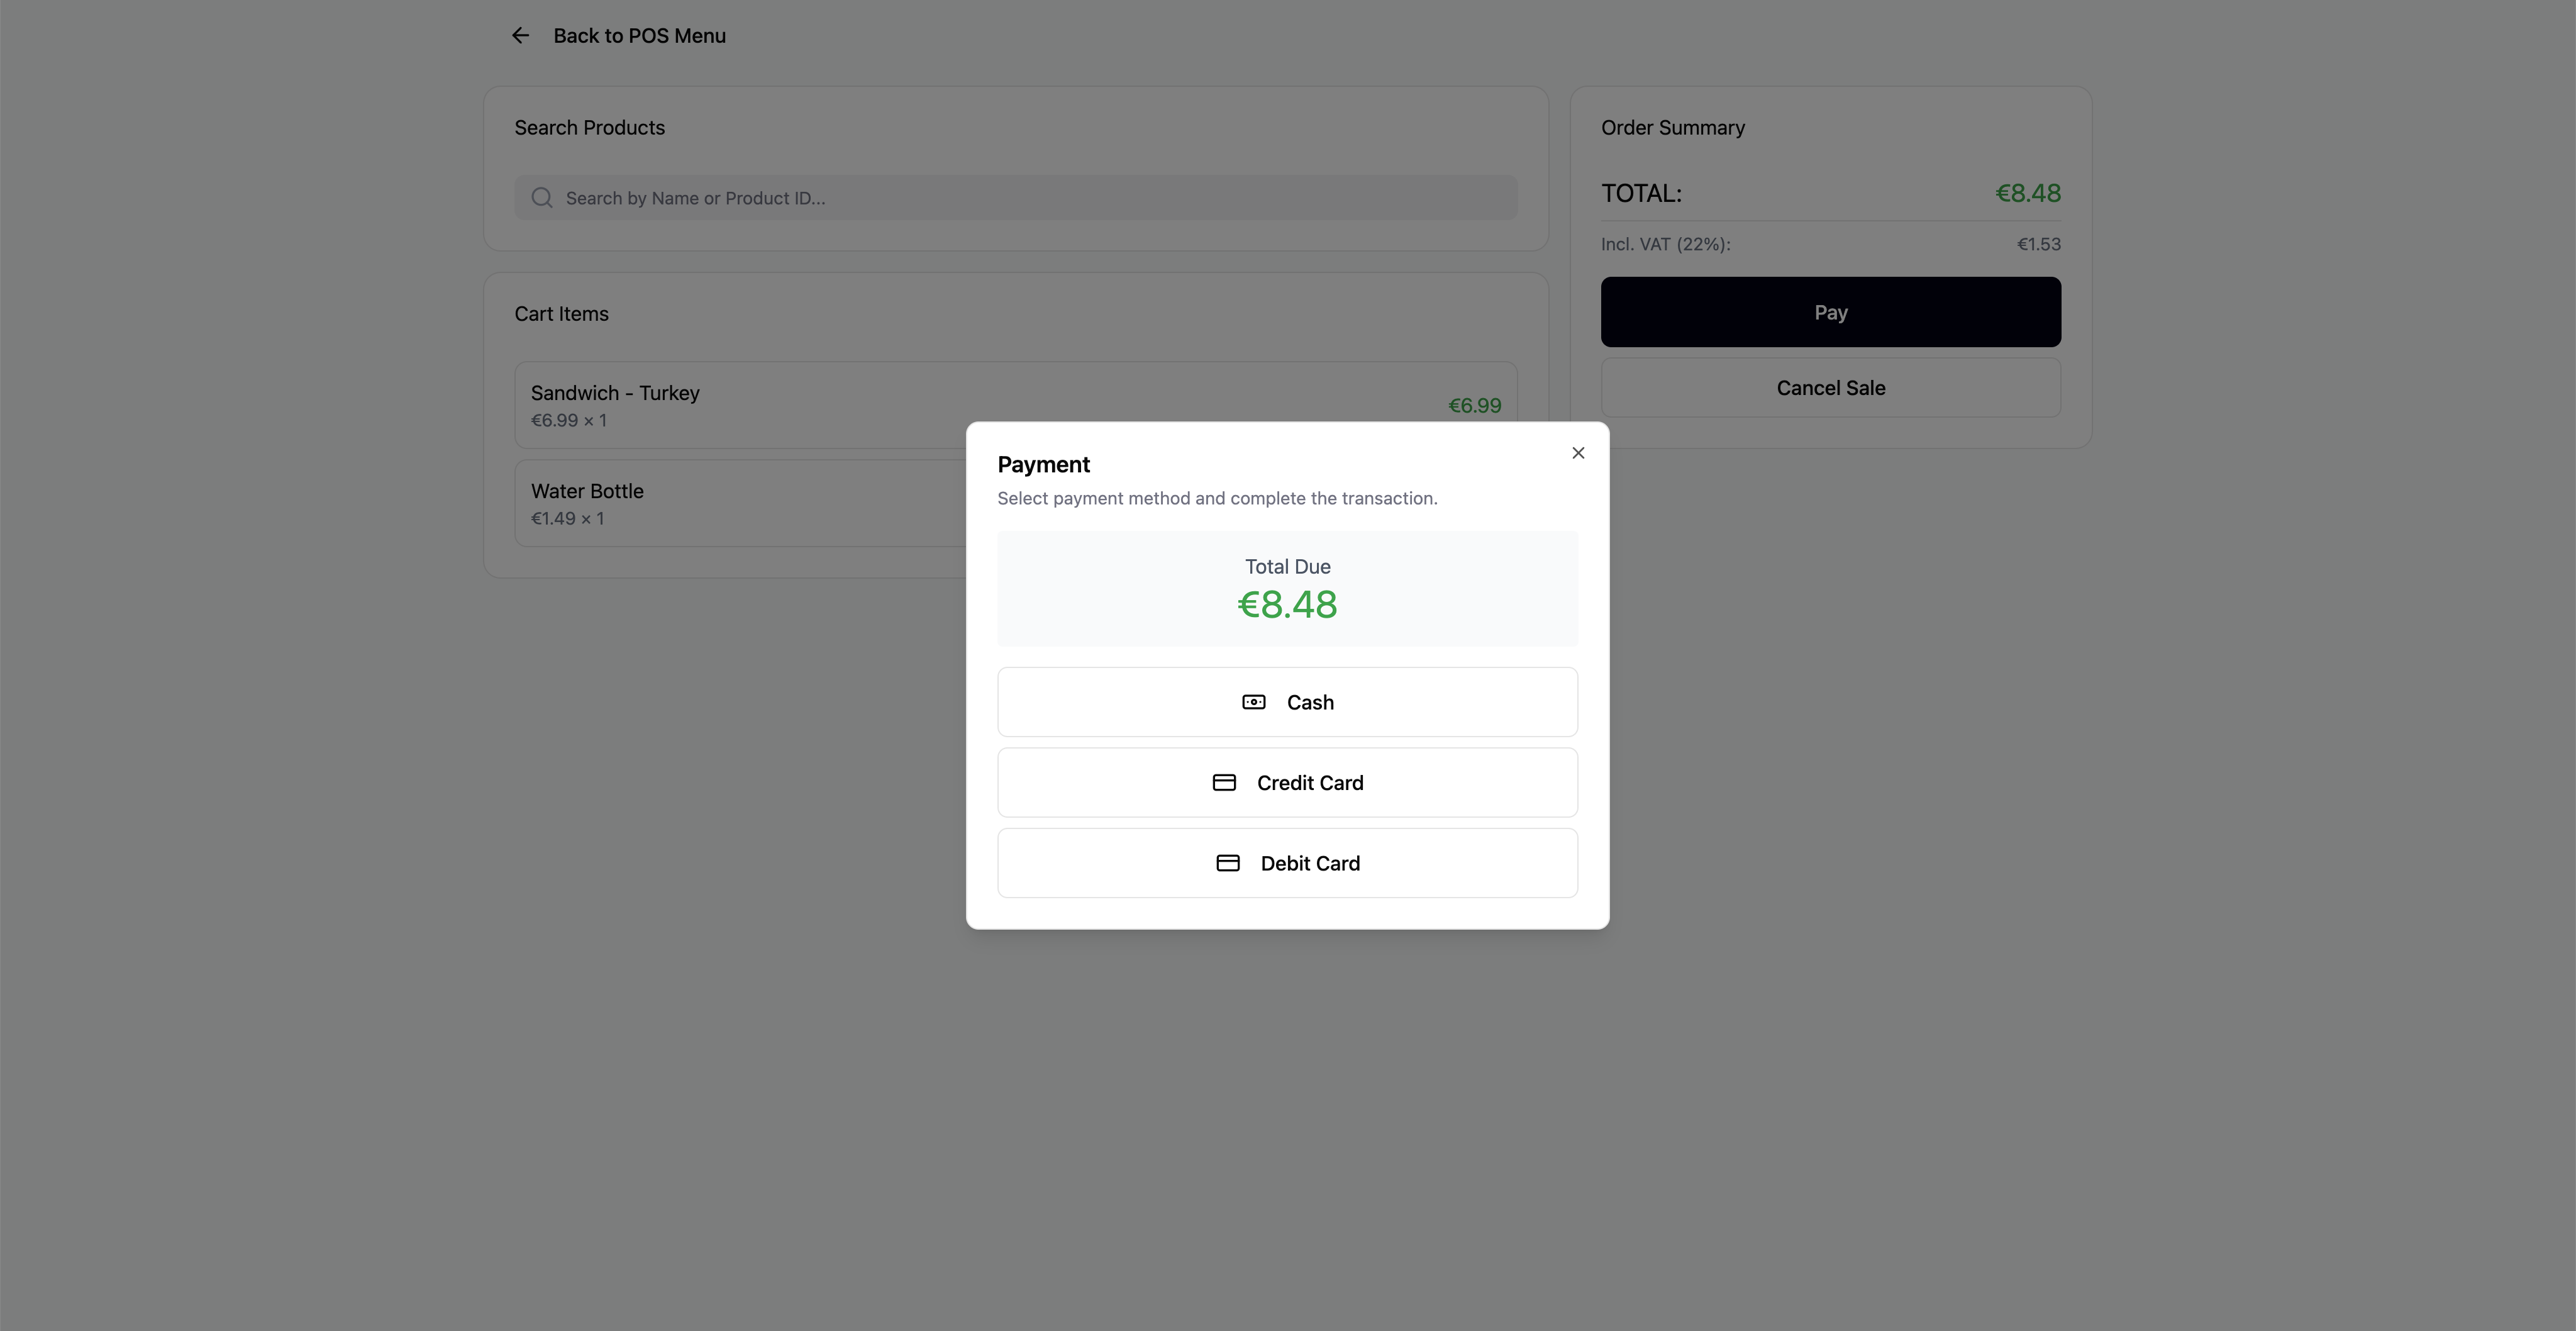 Back to POS Menu
Search Products
Search by Name or Product ID...
Cart Items
Sandwich - Turkey
€6.99 × 1
€6.99
Water Bottle
€1.49 × 1
Order Summary
TOTAL: €8.48
Incl. VAT (22%): €1.53
Pay
Cancel Sale
Payment
Select payment method and complete the transaction.
Total Due
€8.48
Cash
Credit Card
Debit Card